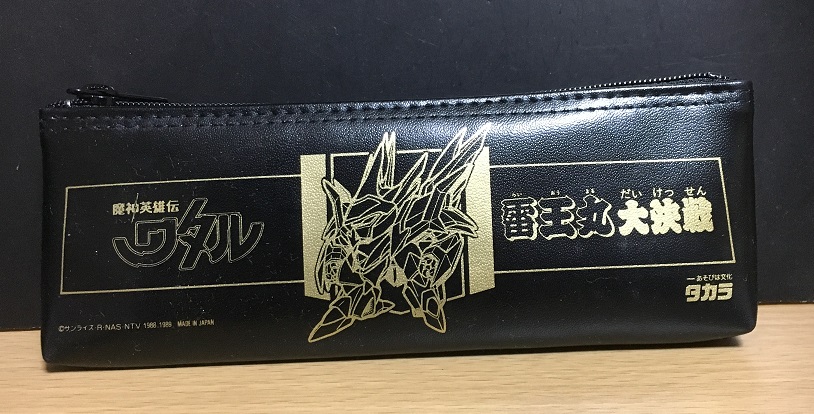 魔神英雄伝
ワタル
らい おう まる だい けっ せん
雷王丸大決戦
ーあそびは文化
タカラ
©サンライズ・R・NAS・NTV 1988.1989. MADE IN JAPAN